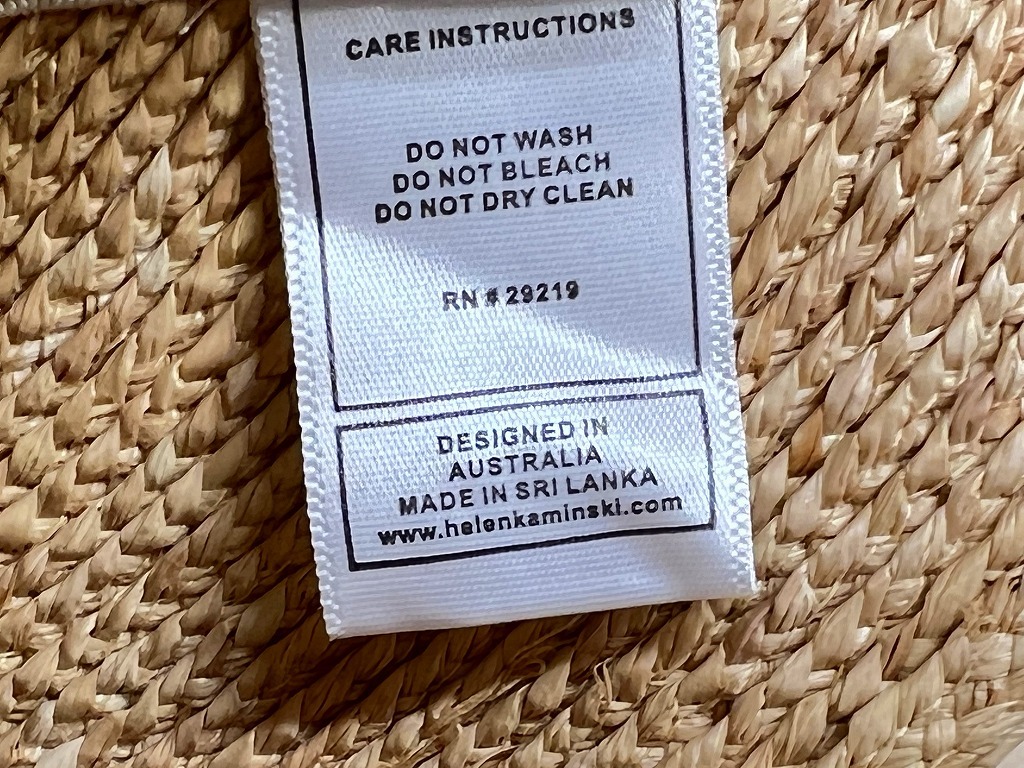 CARE INSTRUCTIONS
DO NOT WASH
DO NOT BLEACH
DO NOT DRY CLEAN
RN # 29219
DESIGNED IN
AUSTRALIA
MADE IN SRI LANKA
www.helenkaminski.com